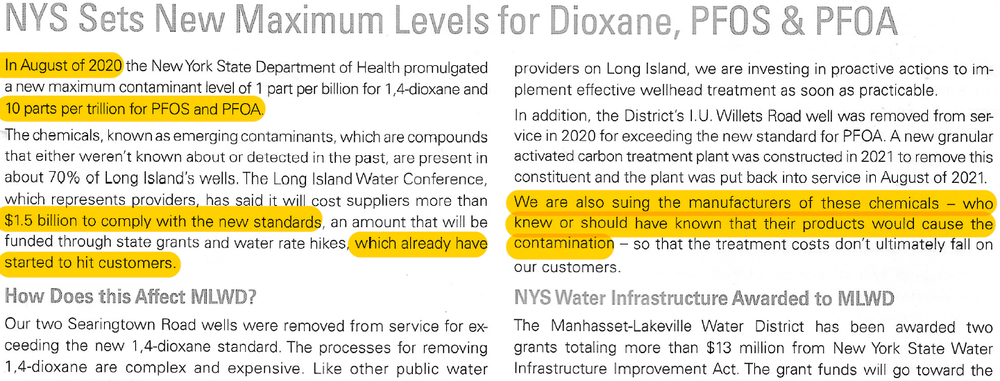 NYS Sets New Maximum Levels for Dioxane, PFOS & PFOA
In August of 2020 the New York State Department of Health promulgated
a new maximum contaminant level of 1 part per billion for 1,4-dioxane and
10 parts per trillion for PFOS and PFOA.
The chemicals, known as emerging contaminants, which are compounds
that either weren't known about or detected in the past, are present in
about 70% of Long Island's wells. The Long Island Water Conference,
which represents providers, has said it will cost suppliers more than
$1.5 billion to comply with the new standards, an amount that will be
funded through state grants and water rate hikes, which already have
started to hit customers.
How Does this Affect MLWD?
Our two Searingtown Road wells were removed from service for ex-
ceeding the new 1,4-dioxane standard. The processes for removing
1,4-dioxane are complex and expensive. Like other public water
providers on Long Island, we are investing in proactive actions to im-
plement effective wellhead treatment as soon as practicable.
In addition, the District's I.U. Willets Road well was removed from ser-
vice in 2020 for exceeding the new standard for PFOA. A new granular
activated carbon treatment plant was constructed in 2021 to remove this
constituent and the plant was put back into service in August of 2021.
We are also suing the manufacturers of these chemicals – who
knew or should have known that their products would cause the
contamination – so that the treatment costs don't ultimately fall on
our customers.
NYS Water Infrastructure Awarded to MLWD
The Manhasset-Lakeville Water District has been awarded two
grants totaling more than $13 million from New York State Water
Infrastructure Improvement Act. The grant funds will go toward the